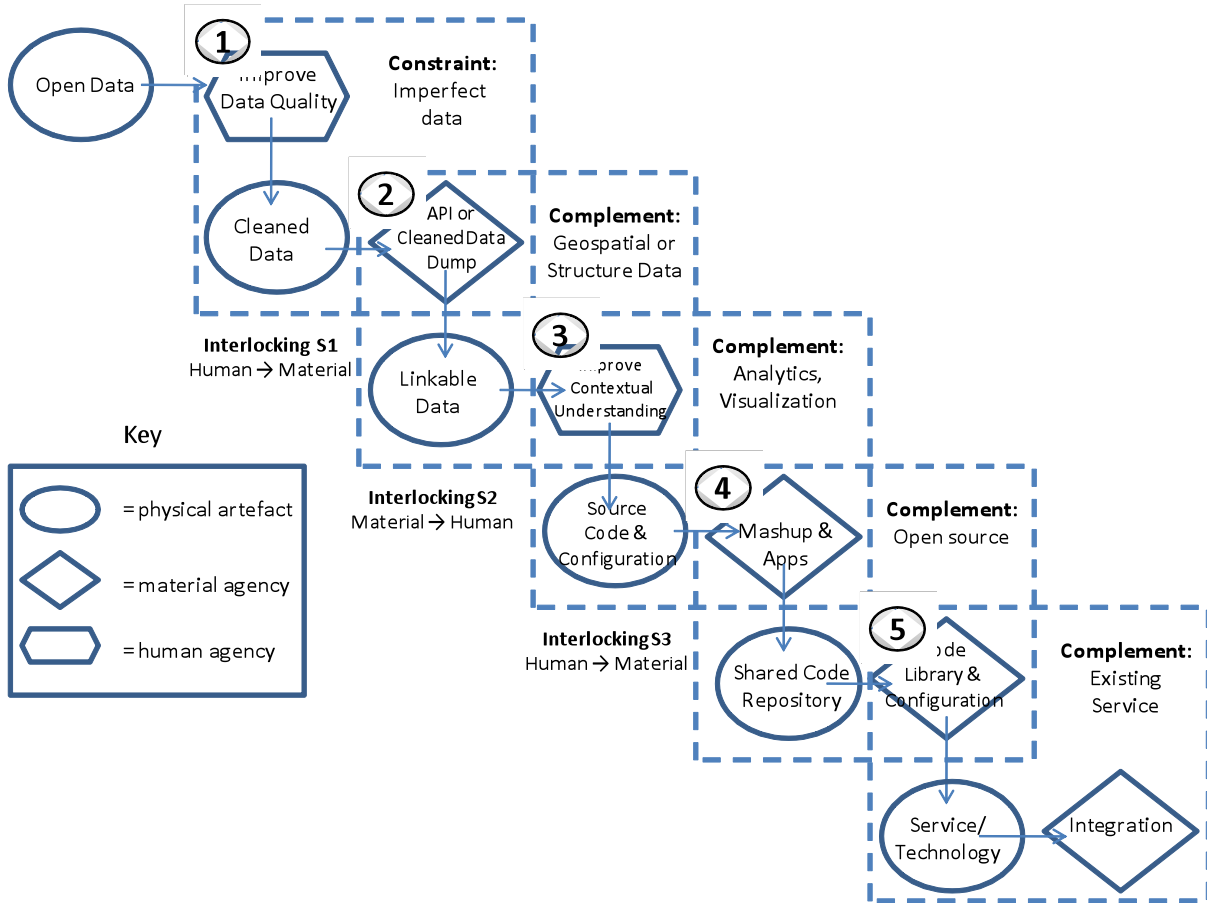 1
Open Data
Improve
Data Quality
Constraint:
Imperfect
data
2
Cleaned
Data
API or
Cleaned Data
Dump
Complement:
Geospatial or
Structure Data
Interlocking S1
Human → Material
3
Linkable
Data
Improve
Contextual
Understanding
Complement:
Analytics,
Visualization
Key
= physical artefact
= material agency
= human agency
Interlocking S2
Material → Human
4
Source
Code &
Configuration
Mashup &
Apps
Complement:
Open source
Interlocking S3
Human → Material
5
Shared Code
Repository
Code
Library &
Configuration
Complement:
Existing
Service
Service/
Technology
Integration